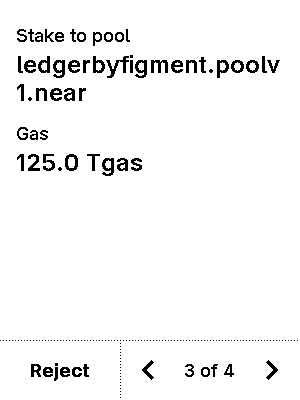 Stake to pool
ledgerbyfigment.poolv
1.near
Gas
125.0 Tgas
Reject
3 of 4